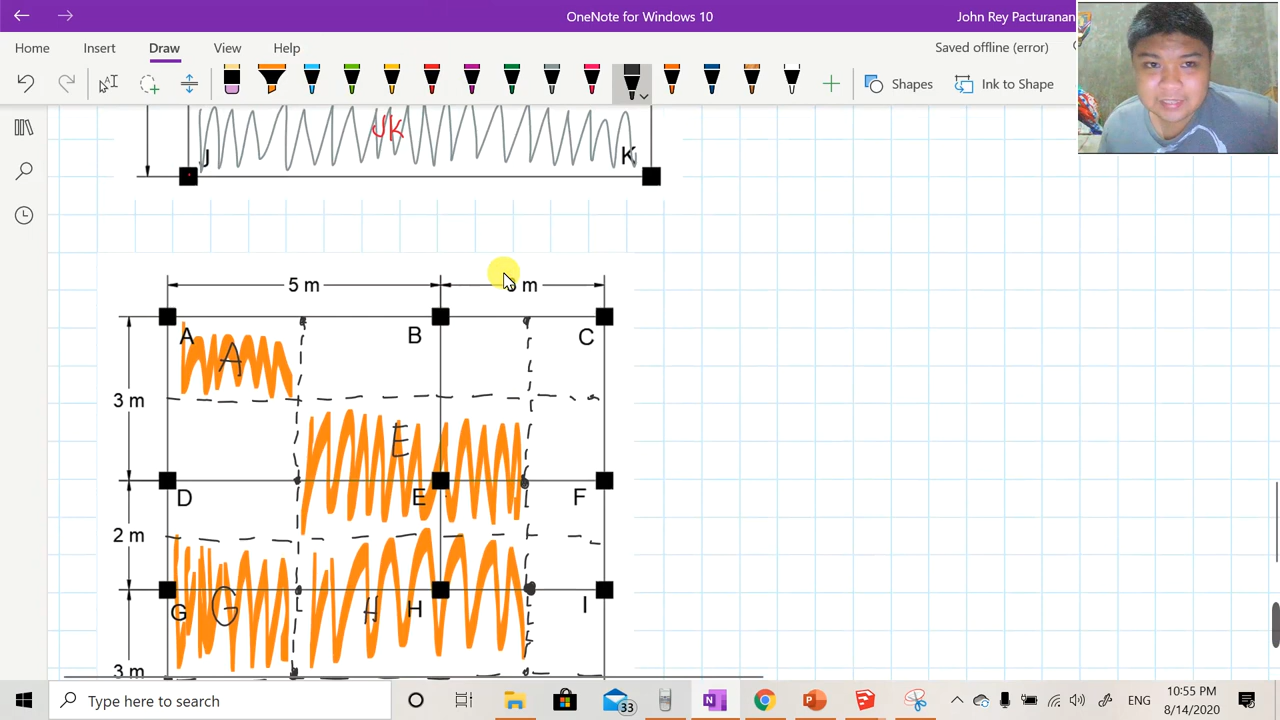 OneNote for Windows 10
John Rey Pacturanan
Home Insert Draw View Help
Saved offline (error)
Shapes
Ink to Shape
JK
J
K
5 m
m
A
B
C
A
3 m
E
D
E
F
2 m
G
G
H
H
I
3 m
Type here to search
33
ENG
10:55 PM
8/14/2020